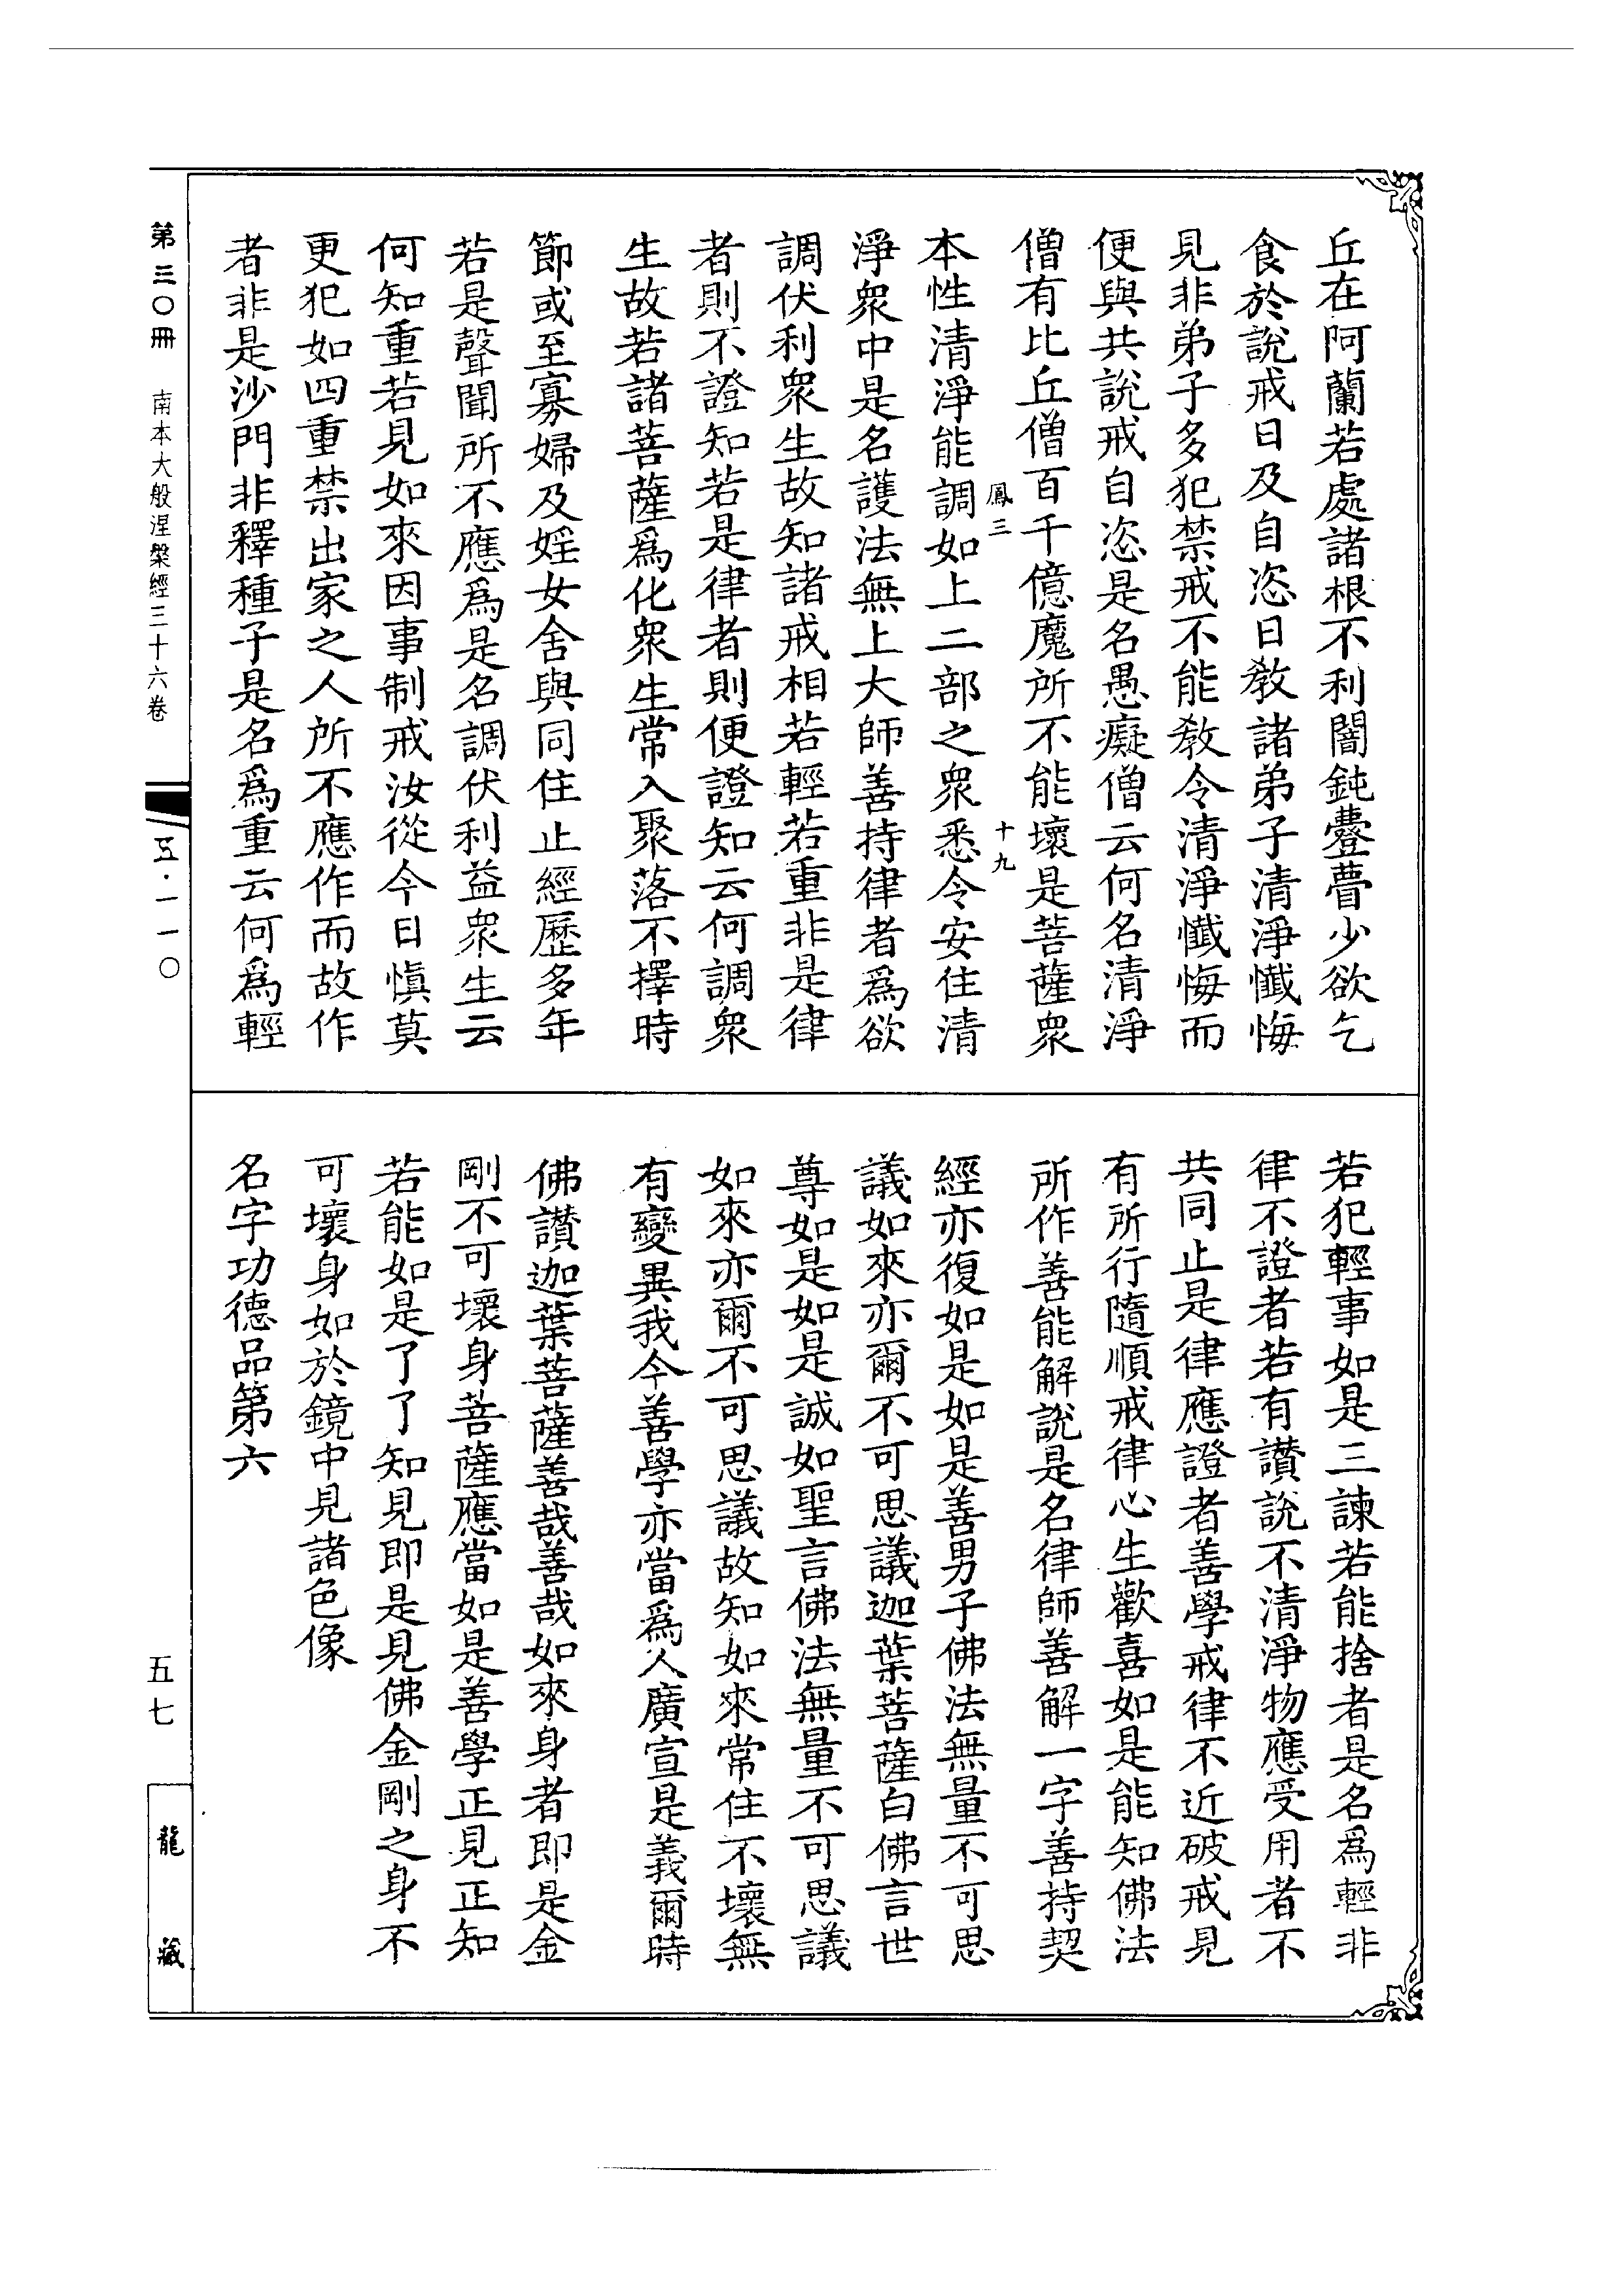 丘在阿蘭若處諸根不利闇鈍㽅瞢少欲乞
食於說戒日及自恣日教諸弟子清淨懺悔
見非弟子多犯禁戒不能教令清淨懺悔而
便與共說戒自恣是名愚癡僧云何名清淨
僧有比丘僧百千億魔所不能壞是菩薩衆
鳳三
十九
本性清淨能調如上二部之衆悉令安住清
淨衆中是名護法無上大師善持律者爲欲
調伏利衆生故知諸戒相若輕若重非是律
者則不證知若是律者則便證知云何調衆
生故若諸菩薩爲化衆生常入聚落不擇時
節或至寡婦及婬女舍與同住止經歷多年
若是聲聞所不應爲是名調伏利益衆生云
何知重若見如來因事制戒汝從今日愼莫
更犯如四重禁出家之人所不應作而故作
者非是沙門非釋種子是名爲重云何爲輕
若犯輕事如是三諫若能捨者是名爲輕非
律不證者若有讃說不清淨物應受用者不
共同止是律應證者善學戒律不近破戒見
有所行隨順戒律心生歡喜如是能知佛法
所作善能解說是名律師善解一字善持契
經亦復如是如是善男子佛法無量不可思
議如來亦爾不可思議迦葉菩薩白佛言世
尊如是如是誠如聖言佛法無量不可思議
如來亦爾不可思議故知如來常住不壞無
有變異我今善學亦當爲人廣宣是義爾時
佛讃迦葉菩薩善哉善哉如來身者即是金
剛不可壞身菩薩應當如是善學正見正知
若能如是了了知見即是見佛金剛之身不
可壞身如於鏡中見諸色像
名字功德品第六
第三〇冊
南本大般涅槃經三十六卷
五·一一〇
五七
龍藏